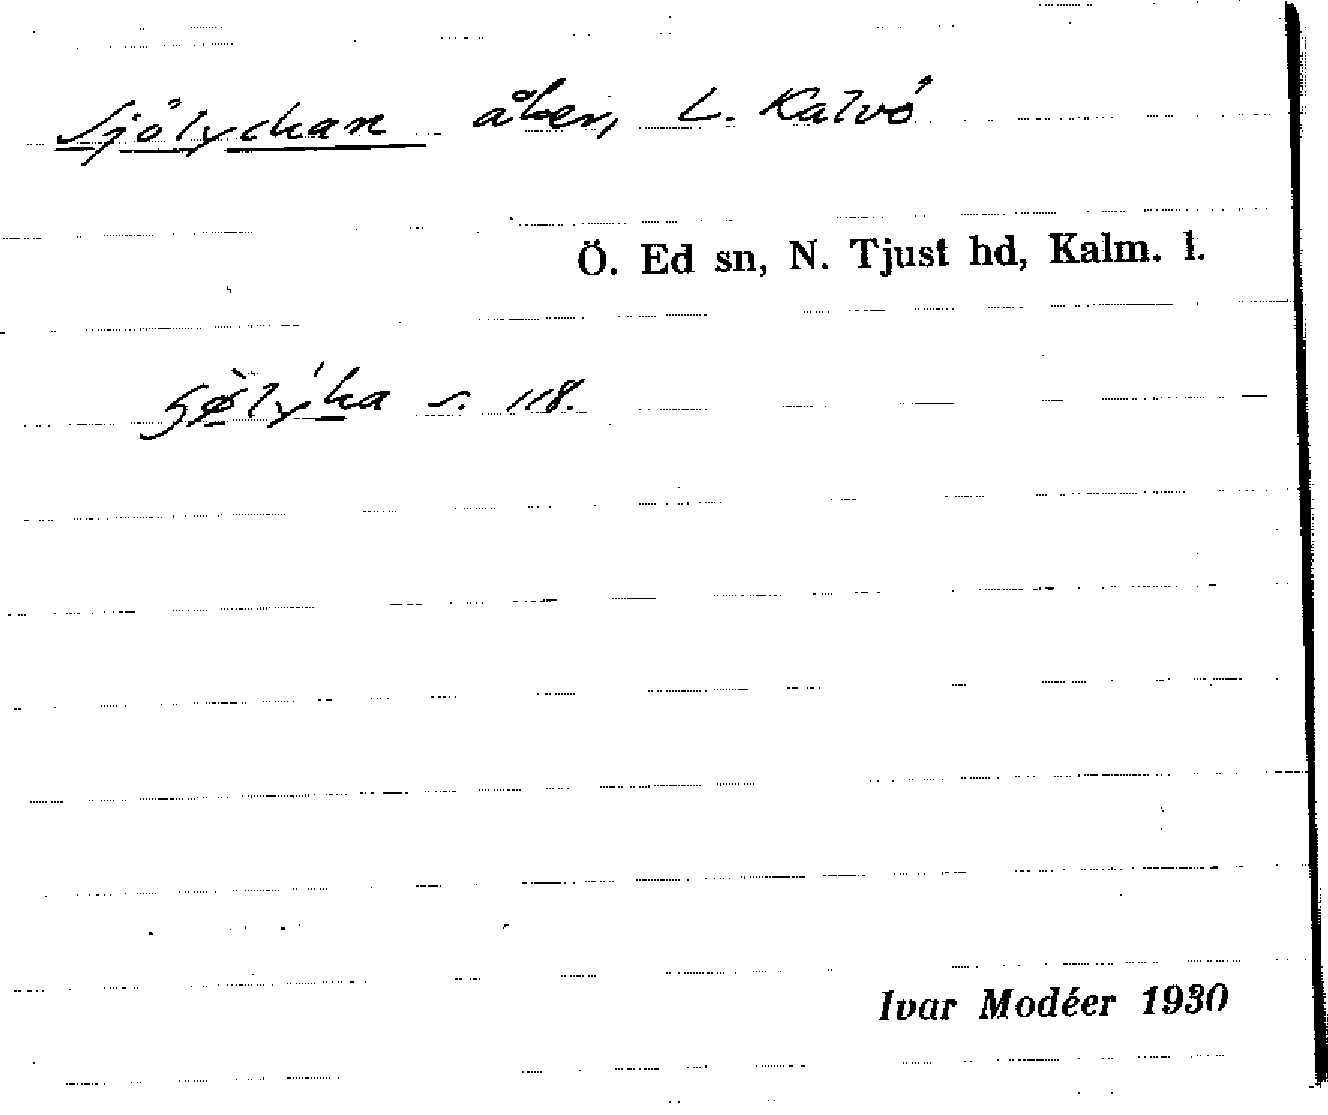 Sjölyckan åker, L. Kalvö
Ö. Ed sn, N. Tjust hd, Kalm. l.
s. 118.
Ivar Modéer 1930